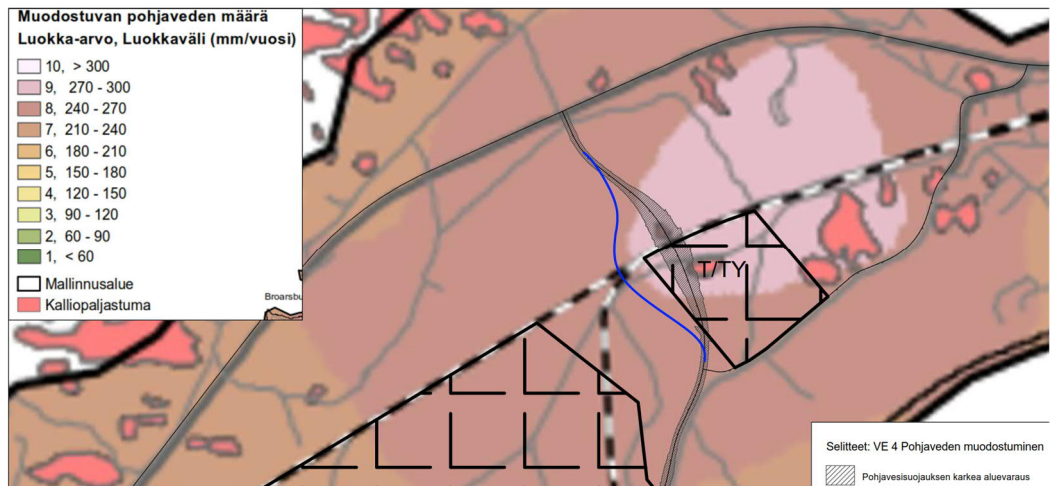 Muodostuvan pohjaveden määrä
Luokka-arvo, Luokkaväli (mm/vuosi)
10, > 300
9, 270 - 300
8, 240 - 270
7, 210 - 240
6, 180 - 210
5, 150 - 180
4, 120 - 150
3, 90 - 120
2, 60 - 90
1, < 60
Mallinnusalue
Kalliopaljastuma
Broarsbu
T/TY
Selitteet: VE 4 Pohjaveden muodostuminen
Pohjavesisuojauksen karkea aluevaraus